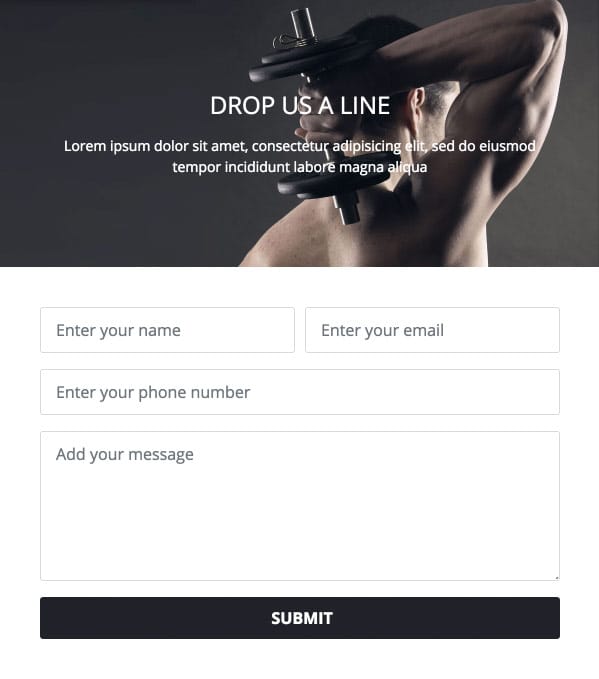 DROP US A LINE
Lorem ipsum dolor sit amet, consectetur adipisicing elit, sed do eiusmod
tempor incididunt labore magna aliqua
Enter your name
Enter your email
Enter your phone number
Add your message
SUBMIT